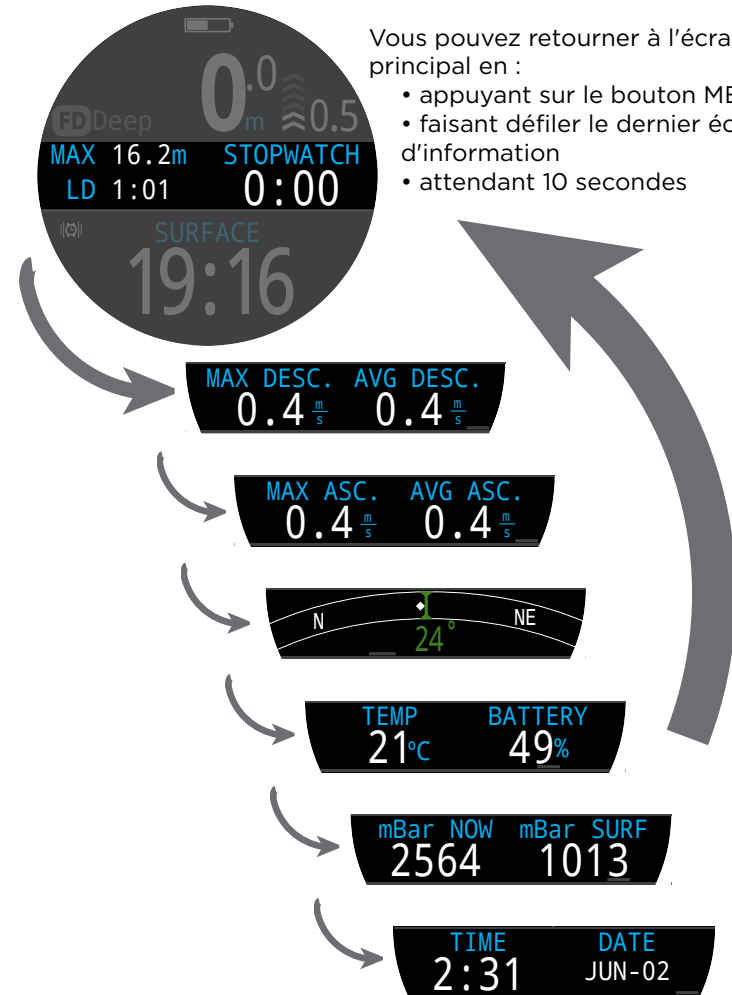 Vous pouvez retourner à l'écra
principal en :
• appuyant sur le bouton ME
• faisant défiler le dernier éc
d'information
• attendant 10 secondes
0.0 m
FD Deep
0.5
MAX 16.2m STOPWATCH
LD 1:01 0:00
SURFACE
19:16
MAX DESC. AVG DESC.
0.4 m/s 0.4 m/s
MAX ASC. AVG ASC.
0.4 m/s 0.4 m/s
N NE
24°
TEMP BATTERY
21°C 49%
mBar NOW mBar SURF
2564 1013
TIME DATE
2:31 JUN-02